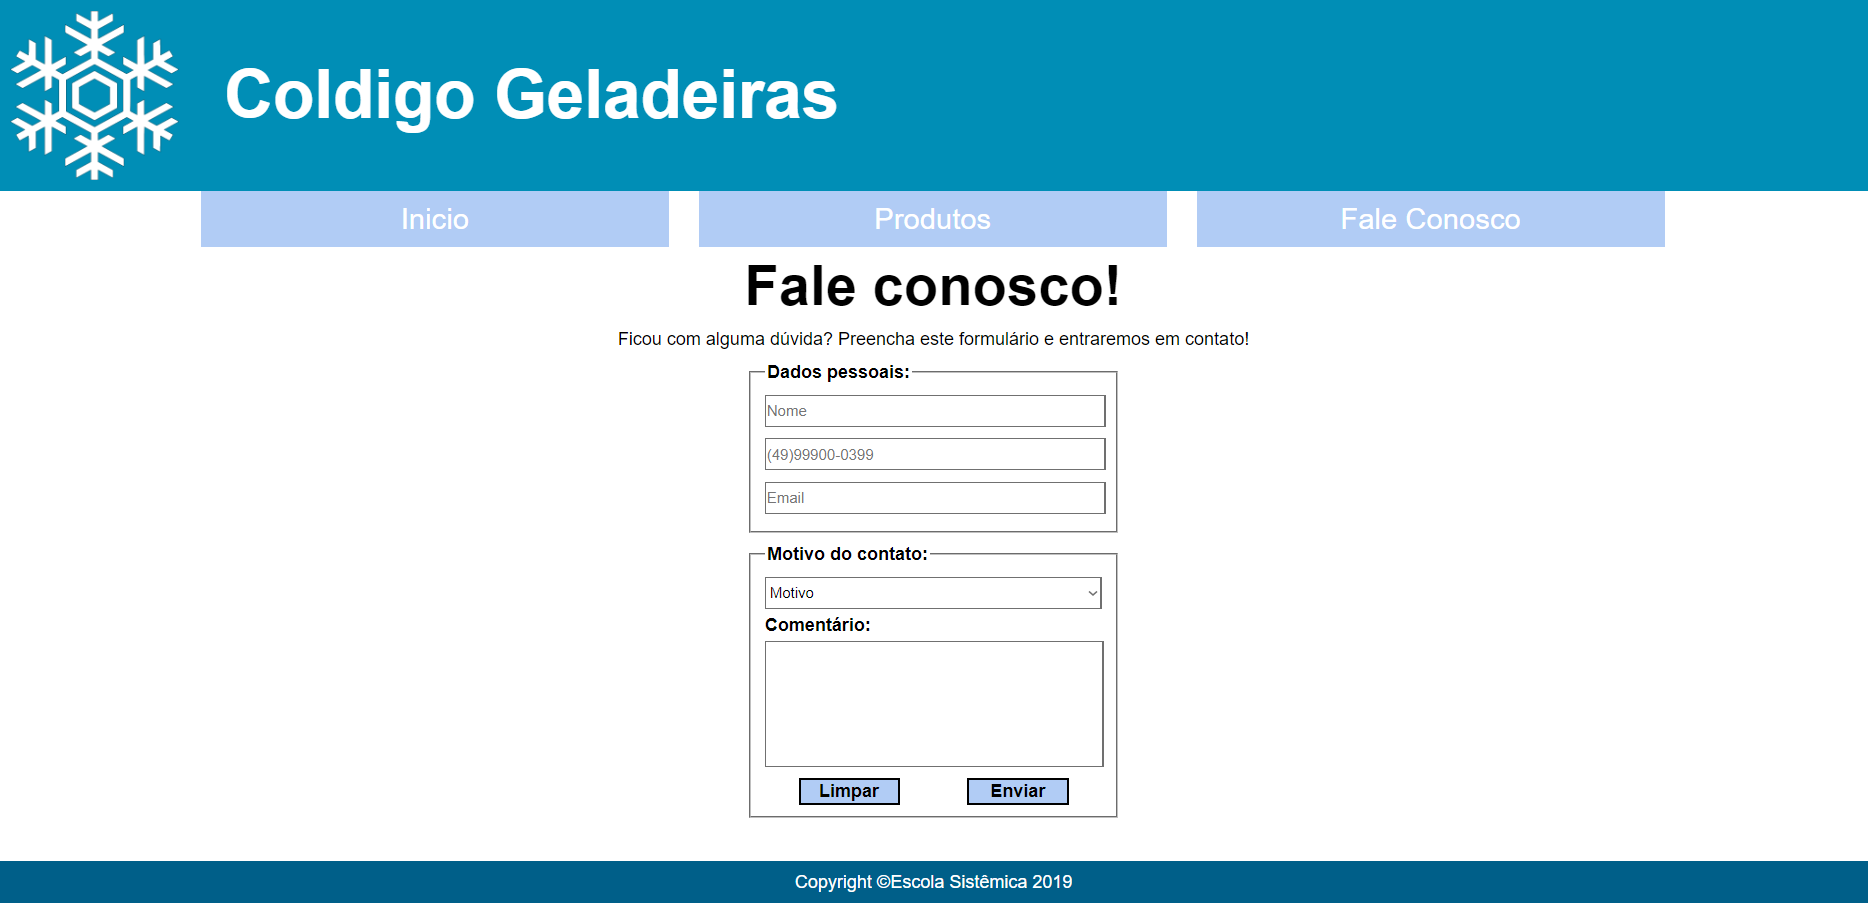 Coldigo Geladeiras
Inicio
Produtos
Fale Conosco
Fale conosco!
Ficou com alguma dúvida? Preencha este formulário e entraremos em contato!
Dados pessoais:
Nome
(49)99900-0399
Email
Motivo do contato:
Motivo
Comentário:
Limpar
Enviar
Copyright ©Escola Sistêmica 2019